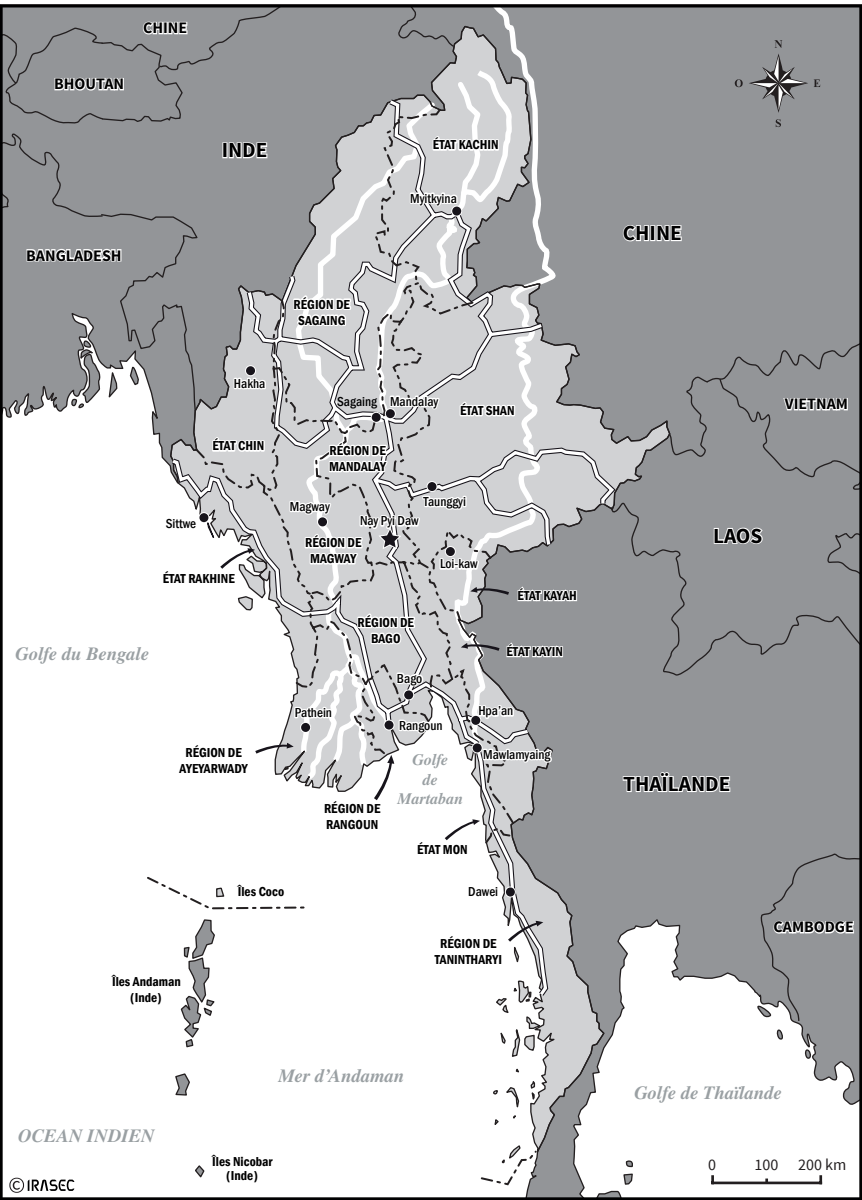 CHINE
BHOUTAN
N
O
E
S
INDE
ÉTAT KACHIN
Myitkyina
CHINE
BANGLADESH
RÉGION DE
SAGAING
Hakha
Sagaing
Mandalay
ÉTAT SHAN
VIETNAM
ÉTAT CHIN
RÉGION DE
MANDALAY
Taunggyi
Magway
Sittwe
Nay Pyi Daw
LAOS
RÉGION DE
MAGWAY
Loi-kaw
ÉTAT RAKHINE
ÉTAT KAYAH
RÉGION DE
BAGO
Golfe du Bengale
ÉTAT KAYIN
Bago
Pathein
Hpa'an
Rangoun
RÉGION DE
AYEYARWADY
Mawlamyaing
Golfe
de
Martaban
THAÏLANDE
RÉGION DE
RANGOUN
ÉTAT MON
Îles Coco
Dawei
CAMBODGE
RÉGION DE
TANINTHARYI
Îles Andaman
(Inde)
Mer d'Andaman
Golfe de Thaïlande
OCEAN INDIEN
Îles Nicobar
(Inde)
0 100 200 km
© IRASEC